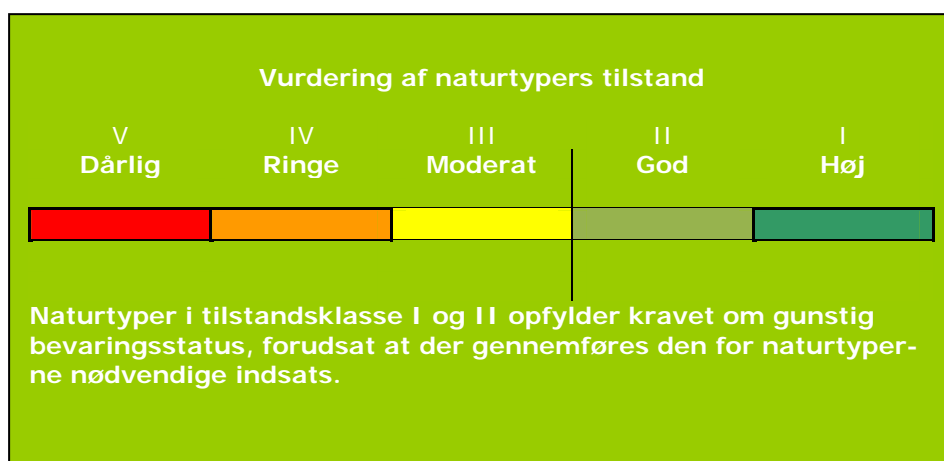 Vurdering af naturtypers tilstand
V IV III II I
Dårlig Ringe Moderat God Høj
Naturtyper i tilstandsklasse I og II opfylder kravet om gunstig
bevaringsstatus, forudsat at der gennemføres den for naturtyper-
ne nødvendige indsats.